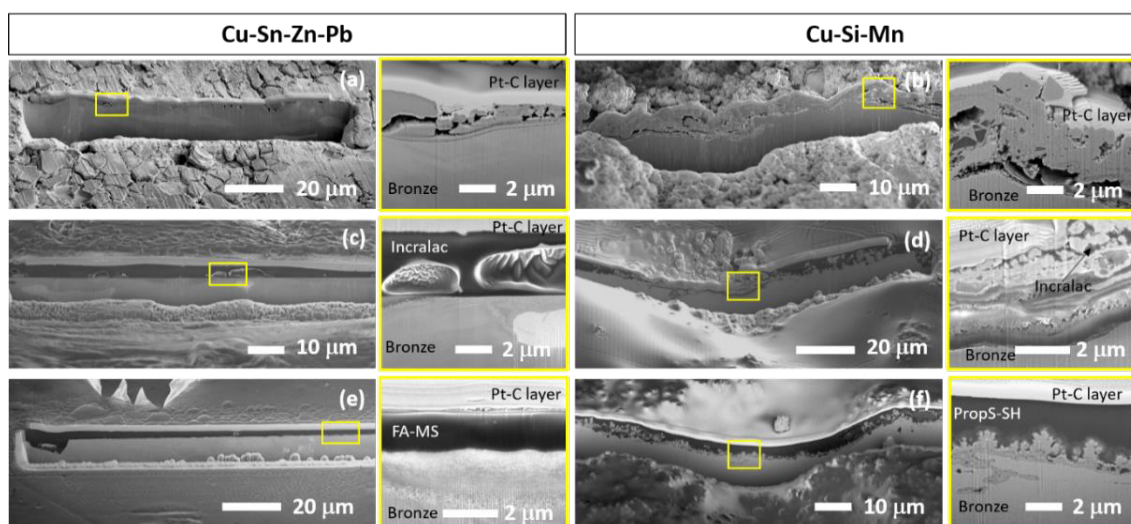 Cu-Sn-Zn-Pb
Cu-Si-Mn
(a)
20 µm
Pt-C layer
Bronze
2 µm
(b)
10 µm
Pt-C layer
Bronze
2 µm
(c)
10 µm
Pt-C layer
Incralac
Bronze
2 µm
(d)
20 µm
Pt-C layer
Incralac
Bronze
2 µm
(e)
20 µm
Pt-C layer
FA-MS
Bronze
2 µm
(f)
10 µm
Pt-C layer
PropS-SH
Bronze
2 µm